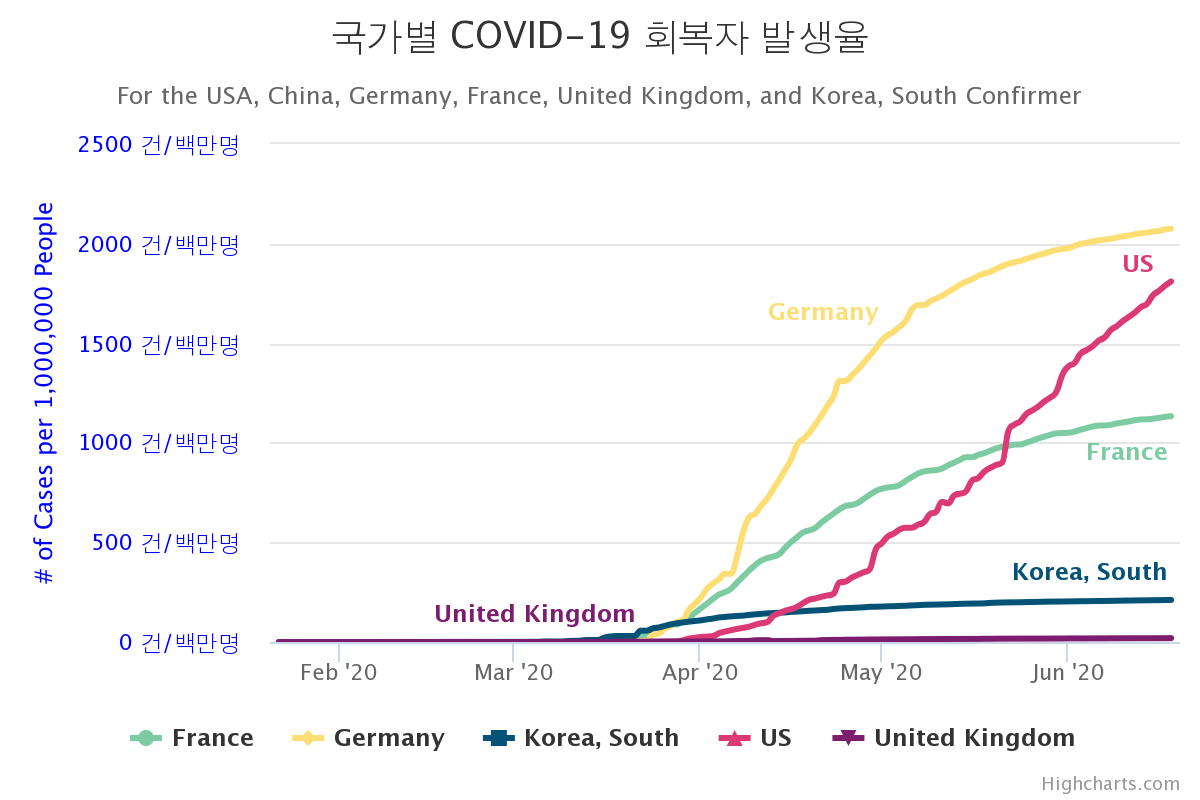 국가별 COVID-19 회복자 발생율
For the USA, China, Germany, France, United Kingdom, and Korea, South Confirmer
# of Cases per 1,000,000 People
2500 건/백만명
2000 건/백만명
1500 건/백만명
1000 건/백만명
500 건/백만명
0 건/백만명
US
Germany
France
Korea, South
United Kingdom
Feb '20
Mar '20
Apr '20
May '20
Jun '20
France
Germany
Korea, South
US
United Kingdom
Highcharts.com